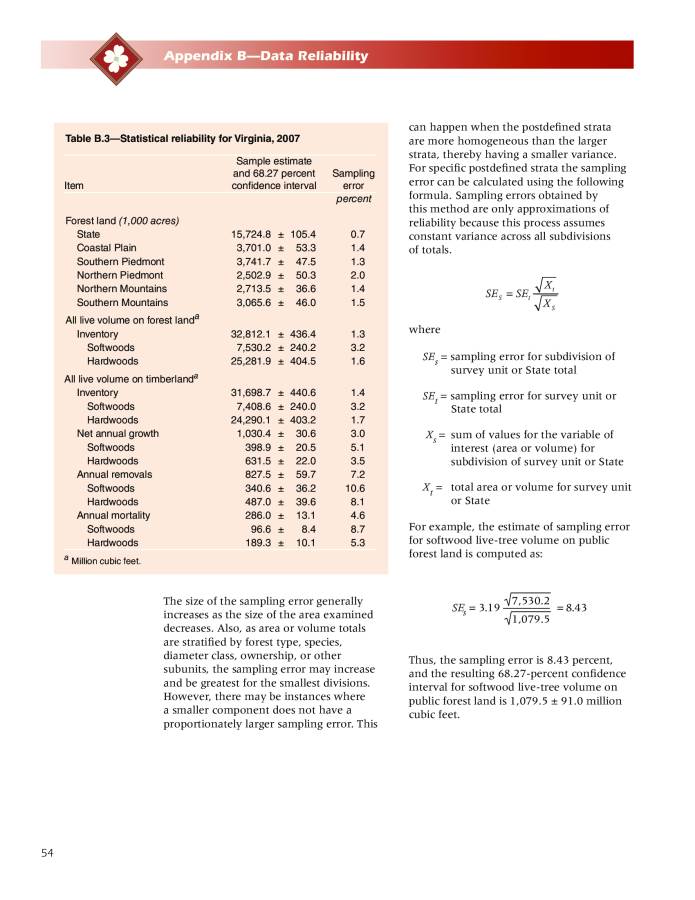 Appendix B—Data Reliability
Table B.3—Statistical reliability for Virginia, 2007
Item
Sample estimate
and 68.27 percent
confidence interval
Sampling
error
percent
Forest land (1,000 acres)
State 15,724.8 ± 105.4 0.7
Coastal Plain 3,701.0 ± 53.3 1.4
Southern Piedmont 3,741.7 ± 47.5 1.3
Northern Piedmont 2,502.9 ± 50.3 2.0
Northern Mountains 2,713.5 ± 36.6 1.4
Southern Mountains 3,065.6 ± 46.0 1.5
All live volume on forest landa
Inventory 32,812.1 ± 436.4 1.3
Softwoods 7,530.2 ± 240.2 3.2
Hardwoods 25,281.9 ± 404.5 1.6
All live volume on timberlanda
Inventory 31,698.7 ± 440.6 1.4
Softwoods 7,408.6 ± 240.0 3.2
Hardwoods 24,290.1 ± 403.2 1.7
Net annual growth 1,030.4 ± 30.6 3.0
Softwoods 398.9 ± 20.5 5.1
Hardwoods 631.5 ± 22.0 3.5
Annual removals 827.5 ± 59.7 7.2
Softwoods 340.6 ± 36.2 10.6
Hardwoods 487.0 ± 39.6 8.1
Annual mortality 286.0 ± 13.1 4.6
Softwoods 96.6 ± 8.4 8.7
Hardwoods 189.3 ± 10.1 5.3
a Million cubic feet.
The size of the sampling error generally
increases as the size of the area examined
decreases. Also, as area or volume totals
are stratified by forest type, species,
diameter class, ownership, or other
subunits, the sampling error may increase
and be greatest for the smallest divisions.
However, there may be instances where
a smaller component does not have a
proportionately larger sampling error. This
can happen when the postdefined strata
are more homogeneous than the larger
strata, thereby having a smaller variance.
For specific postdefined strata the sampling
error can be calculated using the following
formula. Sampling errors obtained by
this method are only approximations of
reliability because this process assumes
constant variance across all subdivisions
of totals.
SEs = SEt √Xt / √Xs
where
SEs = sampling error for subdivision of
survey unit or State total
SEt = sampling error for survey unit or
State total
Xs = sum of values for the variable of
interest (area or volume) for
subdivision of survey unit or State
Xt = total area or volume for survey unit
or State
For example, the estimate of sampling error
for softwood live-tree volume on public
forest land is computed as:
SEs = 3.19 √7,530.2 / √1,079.5 = 8.43
Thus, the sampling error is 8.43 percent,
and the resulting 68.27-percent confidence
interval for softwood live-tree volume on
public forest land is 1,079.5 ± 91.0 million
cubic feet.
54